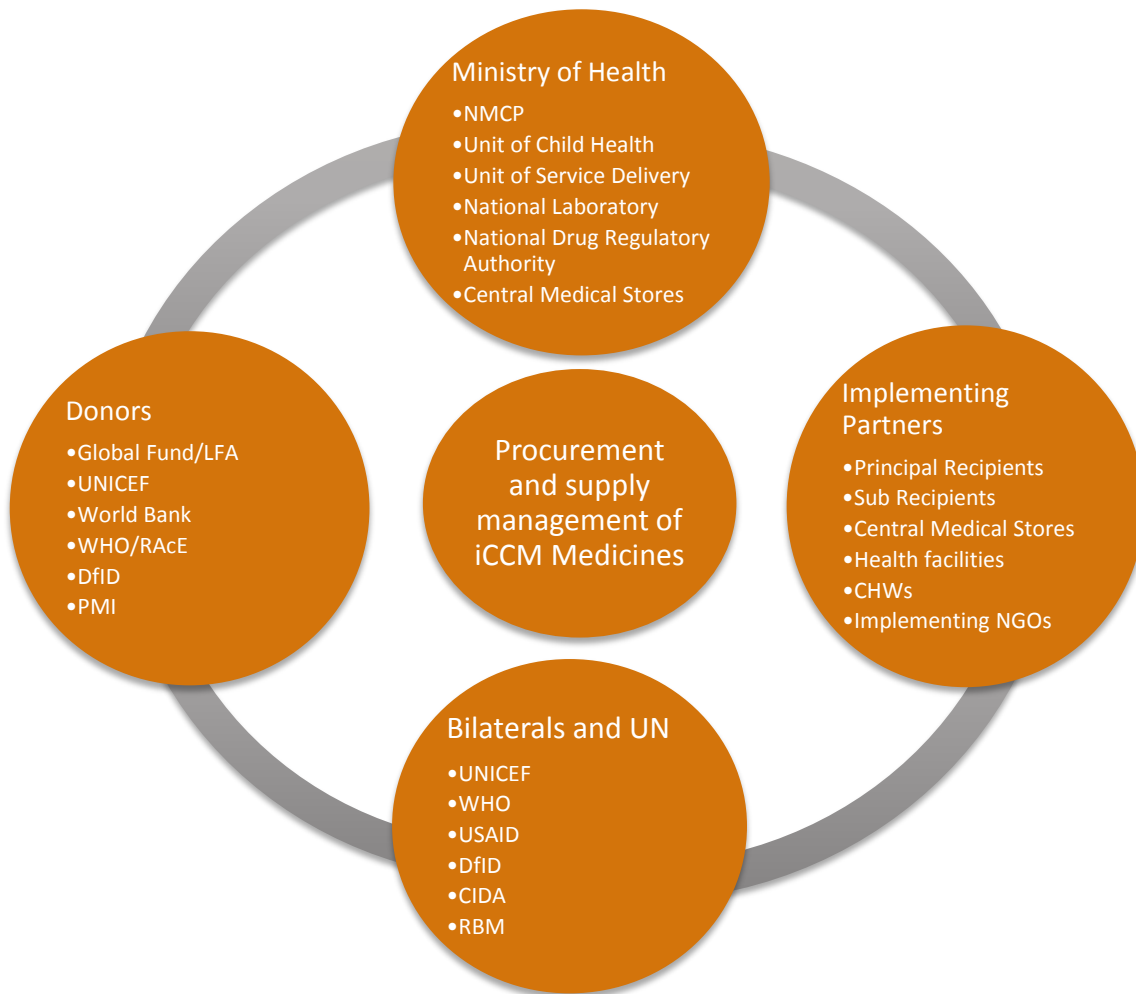 Ministry of Health
•NMCP
•Unit of Child Health
•Unit of Service Delivery
•National Laboratory
•National Drug Regulatory
Authority
•Central Medical Stores
Donors
•Global Fund/LFA
•UNICEF
•World Bank
•WHO/RAcE
•DfID
•PMI
Procurement
and supply
management of
iCCM Medicines
Implementing
Partners
•Principal Recipients
•Sub Recipients
•Central Medical Stores
•Health facilities
•CHWs
•Implementing NGOs
Bilaterals and UN
•UNICEF
•WHO
•USAID
•DfID
•CIDA
•RBM